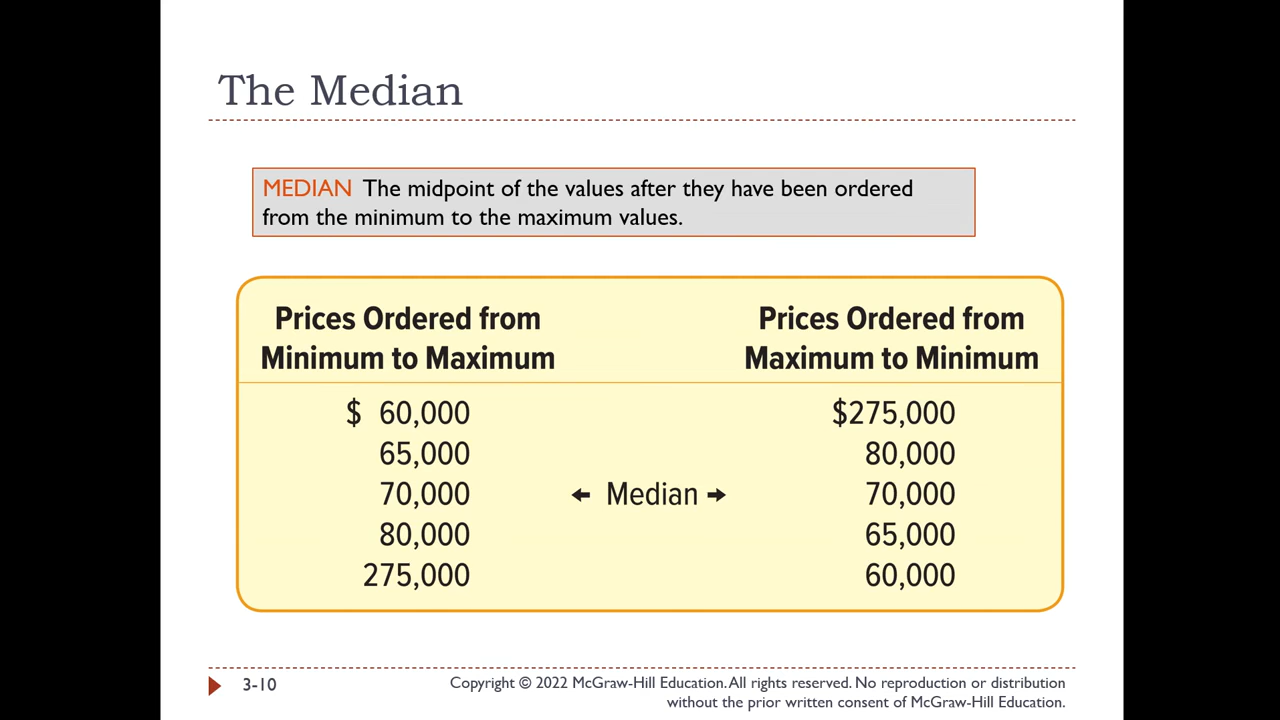 The Median
MEDIAN The midpoint of the values after they have been ordered
from the minimum to the maximum values.
Prices Ordered from Prices Ordered from
Minimum to Maximum Maximum to Minimum
$ 60,000 $275,000
65,000 80,000
70,000 ← Median → 70,000
80,000 65,000
275,000 60,000
3-10 Copyright © 2022 McGraw-Hill Education. All rights reserved. No reproduction or distribution
without the prior written consent of McGraw-Hill Education.